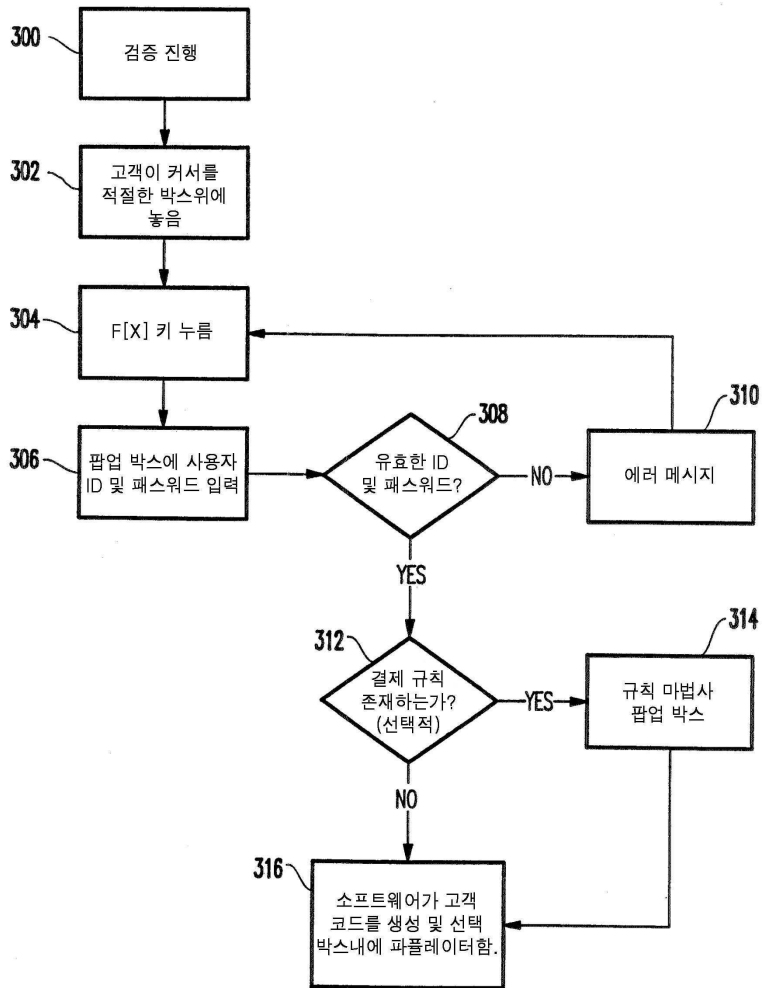 300
검증 진행
302
고객이 커서를
적절한 박스위에
놓음
304
F[X] 키 누름
306
팝업 박스에 사용자
ID 및 패스워드 입력
308
유효한 ID
및 패스워드?
NO
310
에러 메시지
YES
312
결제 규칙
존재하는가?
(선택적)
YES
314
규칙 마법사
팝업 박스
NO
316
소프트웨어가 고객
코드를 생성 및 선택
박스내에 파퓰레이터함.